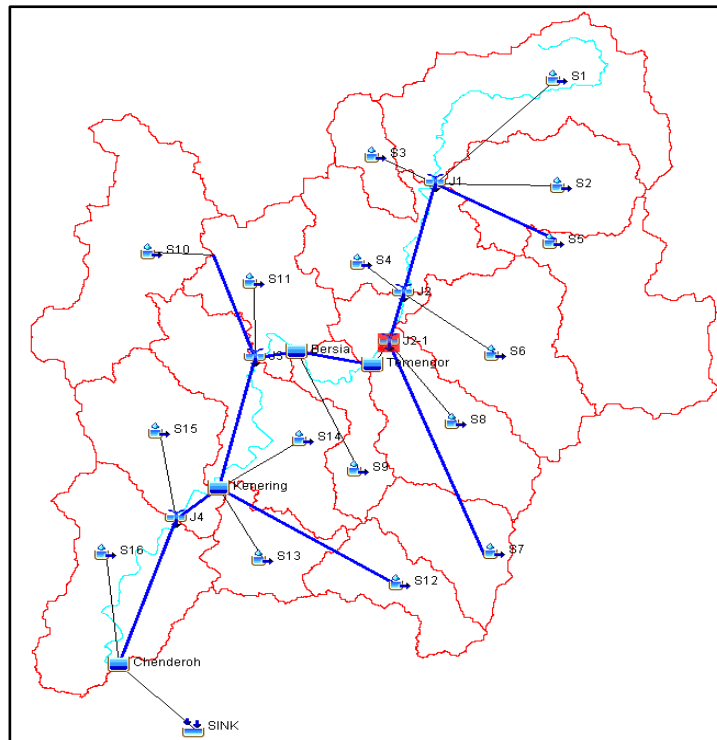 S1
S3
J1
S2
S5
S10
S4
S11
J2
J2-1
Bersia
J3
S6
Temengor
S8
S15
S14
S9
Kenering
J4
S16
S13
S7
S12
Chenderoh
SINK